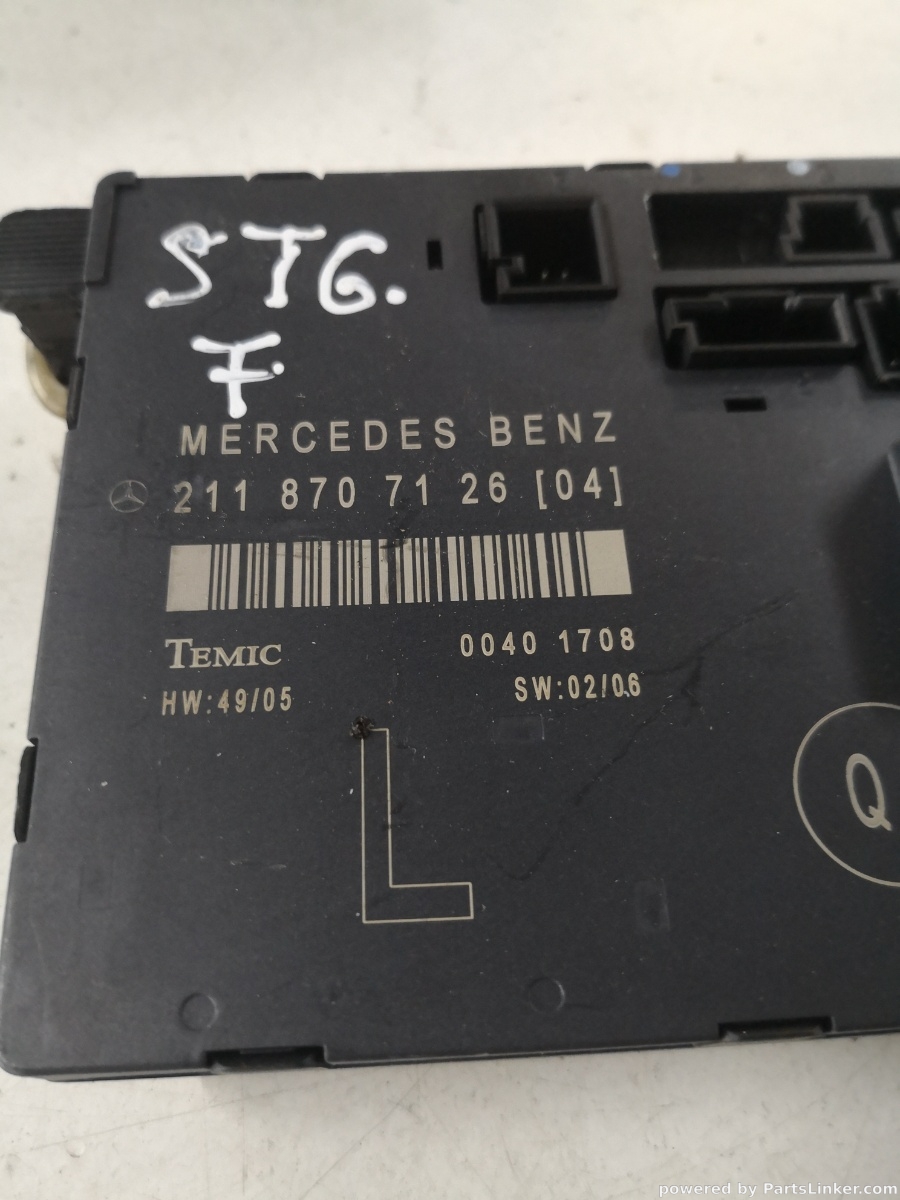 STG.
F.
MERCEDES BENZ
211 870 71 26 [04]
TEMIC 0040 1708
HW:49/05 SW:02/06
L
Q
powered by PartsLinker.com